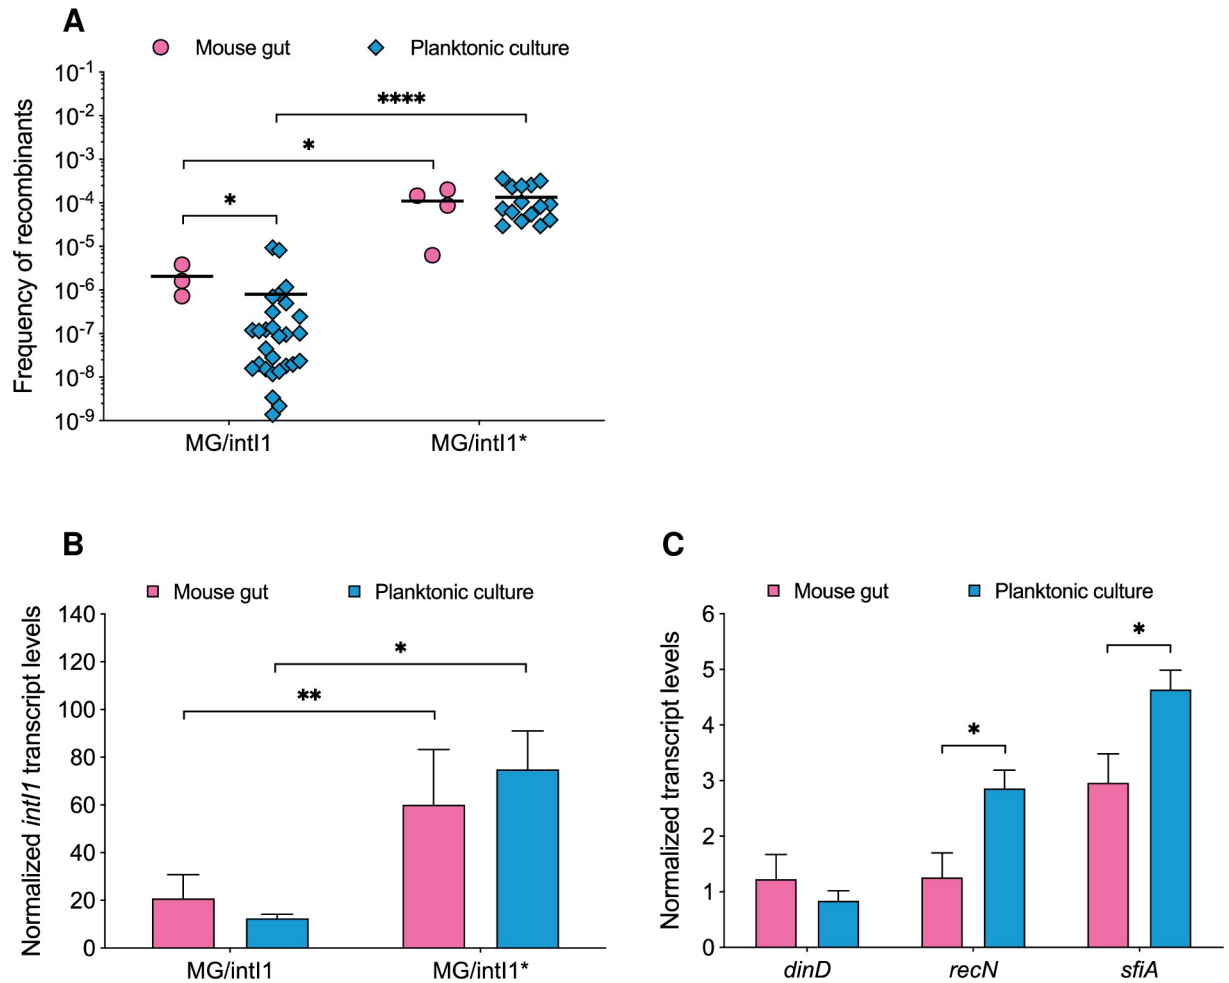 A
Mouse gut Planktonic culture
Frequency of recombinants
10-1
10-2
10-3
10-4
10-5
10-6
10-7
10-8
10-9
****
*
*
MG/intI1 MG/intI1*
B
Mouse gut Planktonic culture
Normalized intI1 transcript levels
140
120
100
80
60
40
20
0
*
**
MG/intI1 MG/intI1*
C
Mouse gut Planktonic culture
Normalized transcript levels
6
5
4
3
2
1
0
*
*
dinD recN sfiA